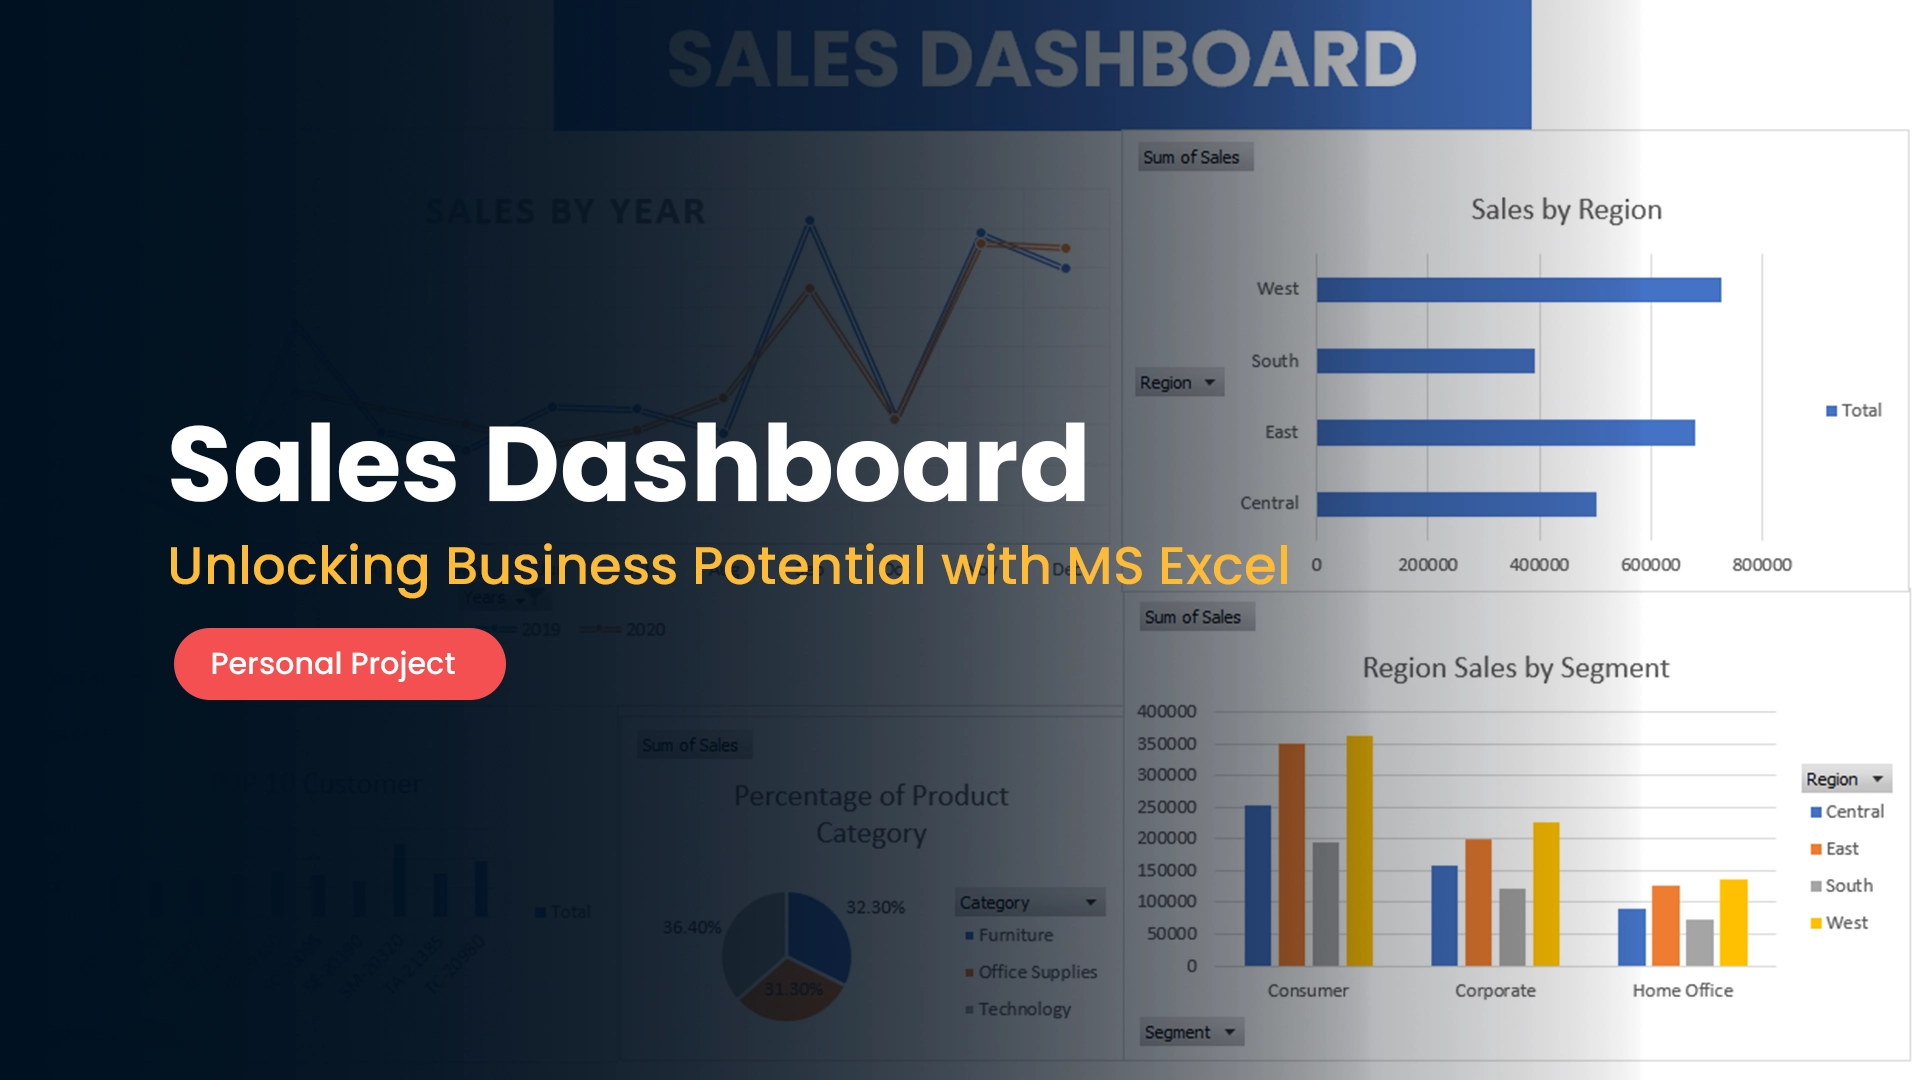 SALES DASHBOARD
SALES BY YEAR
Sales Dashboard
Unlocking Business Potential with MS Excel
Personal Project
Years
2019
2020
Sum of Sales
Sales by Region
Region
West
South
East
Central
0 200000 400000 600000 800000
Total
Customer
Total
Sum of Sales
Percentage of Product
Category
32.30%
36.40%
31.30%
Category
Furniture
Office Supplies
Technology
Sum of Sales
Region Sales by Segment
400000
350000
300000
250000
200000
150000
100000
50000
0
Consumer Corporate Home Office
Region
Central
East
South
West
Segment